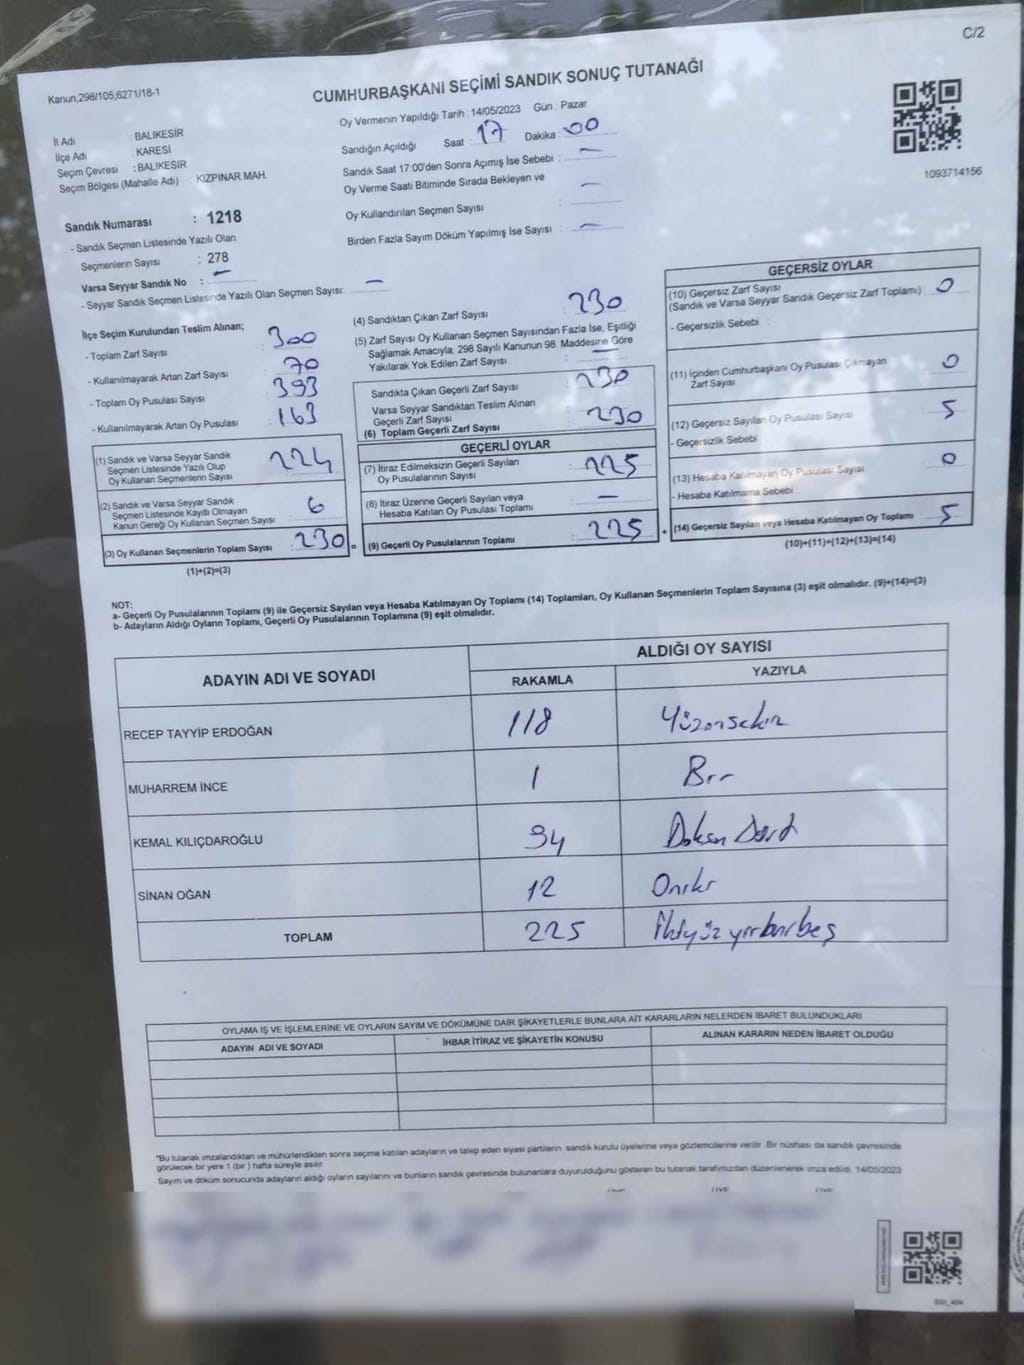 C/2
Kanun;298/105,6271/18-1
CUMHURBAŞKANI SEÇİMİ SANDIK SONUÇ TUTANAĞI
İl Adı BALIKESİR
İlçe Adı KARESİ
Seçim Çevresi : BALIKESİR
Seçim Bölgesi (Mahalle Adı) KIZPINAR MAH.
Oy Vermenin Yapıldığı Tarih : 14/05/2023 Gün : Pazar
Sandığın Açıldığı Saat 17 Dakika : 00
Sandık Saat 17:00'den Sonra Açımış İse Sebebi : —
Oy Verme Saati Bitiminde Sırada Bekleyen ve
Oy Kullandırılan Seçmen Sayısı : —
Birden Fazla Sayım Döküm Yapılmış İse Sayısı : —
1093714156
Sandık Numarası : 1218
- Sandık Seçmen Listesinde Yazılı Olan
Seçmenlerin Sayısı : 278
Varsa Seyyar Sandık No : —
- Seyyar Sandık Seçmen Listesinde Yazılı Olan Seçmen Sayısı: —
İlçe Seçim Kurulundan Teslim Alınan;
- Toplam Zarf Sayısı : 300
- Kullanılmayarak Artan Zarf Sayısı : 70
- Toplam Oy Pusulası Sayısı : 393
- Kullanılmayarak Artan Oy Pusulası : 163
(1) Sandık ve Varsa Seyyar Sandık
Seçmen Listesinde Yazılı Olup
Oy Kullanan Seçmenlerin Sayısı : 224
(2) Sandık ve Varsa Seyyar Sandık
Seçmen Listesinde Kayıtlı Olmayan
Kanun Gereği Oy Kullanan Seçmen Sayısı : 6
(3) Oy Kullanan Seçmenlerin Toplam Sayısı : 230 =
(1)+(2)=(3)
(4) Sandıktan Çıkan Zarf Sayısı : 230
(5) Zarf Sayısı Oy Kullanan Seçmen Sayısından Fazla İse, Eşitliği
Sağlamak Amacıyla, 298 Sayılı Kanunun 98. Maddesine Göre
Yakılarak Yok Edilen Zarf Sayısı : —
Sandıkta Çıkan Geçerli Zarf Sayısı : 230
Varsa Seyyar Sandıktan Teslim Alınan
Geçerli Zarf Sayısı
(6) Toplam Geçerli Zarf Sayısı : 230
GEÇERLİ OYLAR
(7) İtiraz Edilmeksizin Geçerli Sayılan
Oy Pusulalarının Sayısı : 225
(8) İtiraz Üzerine Geçerli Sayılan veya
Hesaba Katılan Oy Pusulası Toplamı : —
(9) Geçerli Oy Pusulalarının Toplamı : 225 +
GEÇERSİZ OYLAR
(10) Geçersiz Zarf Sayısı
(Sandık ve Varsa Seyyar Sandık Geçersiz Zarf Toplamı) : 0
- Geçersizlik Sebebi :
(11) İçinden Cumhurbaşkanı Oy Pusulası Çıkmayan
Zarf Sayısı : 0
(12) Geçersiz Sayılan Oy Pusulası Sayısı : 5
- Geçersizlik Sebebi
(13) Hesaba Katılmayan Oy Pusulası Sayısı : 0
- Hesaba Katılmama Sebebi
(14) Geçersiz Sayılan veya Hesaba Katılmayan Oy Toplamı : 5
(10)+(11)+(12)+(13)=(14)
NOT:
a- Geçerli Oy Pusulalarının Toplamı (9) ile Geçersiz Sayılan veya Hesaba Katılmayan Oy Toplamı (14) Toplamları, Oy Kullanan Seçmenlerin Toplam Sayısına (3) eşit olmalıdır. (9)+(14)=(3)
b- Adayların Aldığı Oyların Toplamı, Geçerli Oy Pusulalarının Toplamına (9) eşit olmalıdır.
ADAYIN ADI VE SOYADI ALDIĞI OY SAYISI
RAKAMLA YAZIYLA
RECEP TAYYİP ERDOĞAN 118 Yüzonsekiz
MUHARREM İNCE 1 Bir
KEMAL KILIÇDAROĞLU 94 Doksan Dört
SİNAN OĞAN 12 Oniki
TOPLAM 225 İkiyüzyirmibeş
OYLAMA İŞ VE İŞLEMLERİNE VE OYLARIN SAYIM VE DÖKÜMÜNE DAİR ŞİKAYETLERLE BUNLARA AİT KARARLARIN NELERDEN İBARET BULUNDUKLARI
ADAYIN ADI VE SOYADI İHBAR İTİRAZ VE ŞİKAYETİN KONUSU ALINAN KARARIN NEDEN İBARET OLDUĞU
*Bu tutanak imzalandıktan ve mühürlendikten sonra seçime katılan adayların ve talep eden siyasi partilerin sandık kurulu üyelerine veya gözlemcilerine verilir. Bir nüshası da sandık çevresinde
görülecek bir yere 1 (bir) hafta süreyle asılır.
Sayım ve döküm sonucunda adayların aldığı oyların sayılarını ve bunların sandık çevresinde bulunanlara duyurulduğunu gösteren bu tutanak tarafımızdan düzenlenerek imza edildi. 14/05/2023